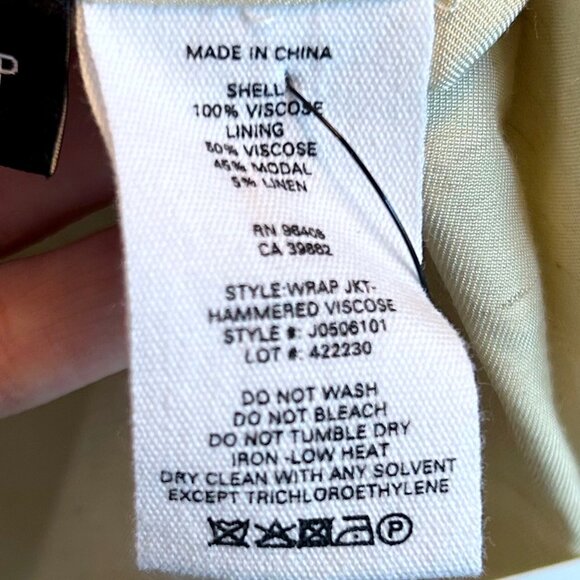 P
MADE IN CHINA
SHELL
100% VISCOSE
LINING
50% VISCOSE
45% MODAL
5% LINEN
RN 96408
CA 39882
STYLE:WRAP JKT-
HAMMERED VISCOSE
STYLE #: J0506101
LOT #: 422230
DO NOT WASH
DO NOT BLEACH
DO NOT TUMBLE DRY
IRON -LOW HEAT
DRY CLEAN WITH ANY SOLVENT
EXCEPT TRICHLOROETHYLENE
P